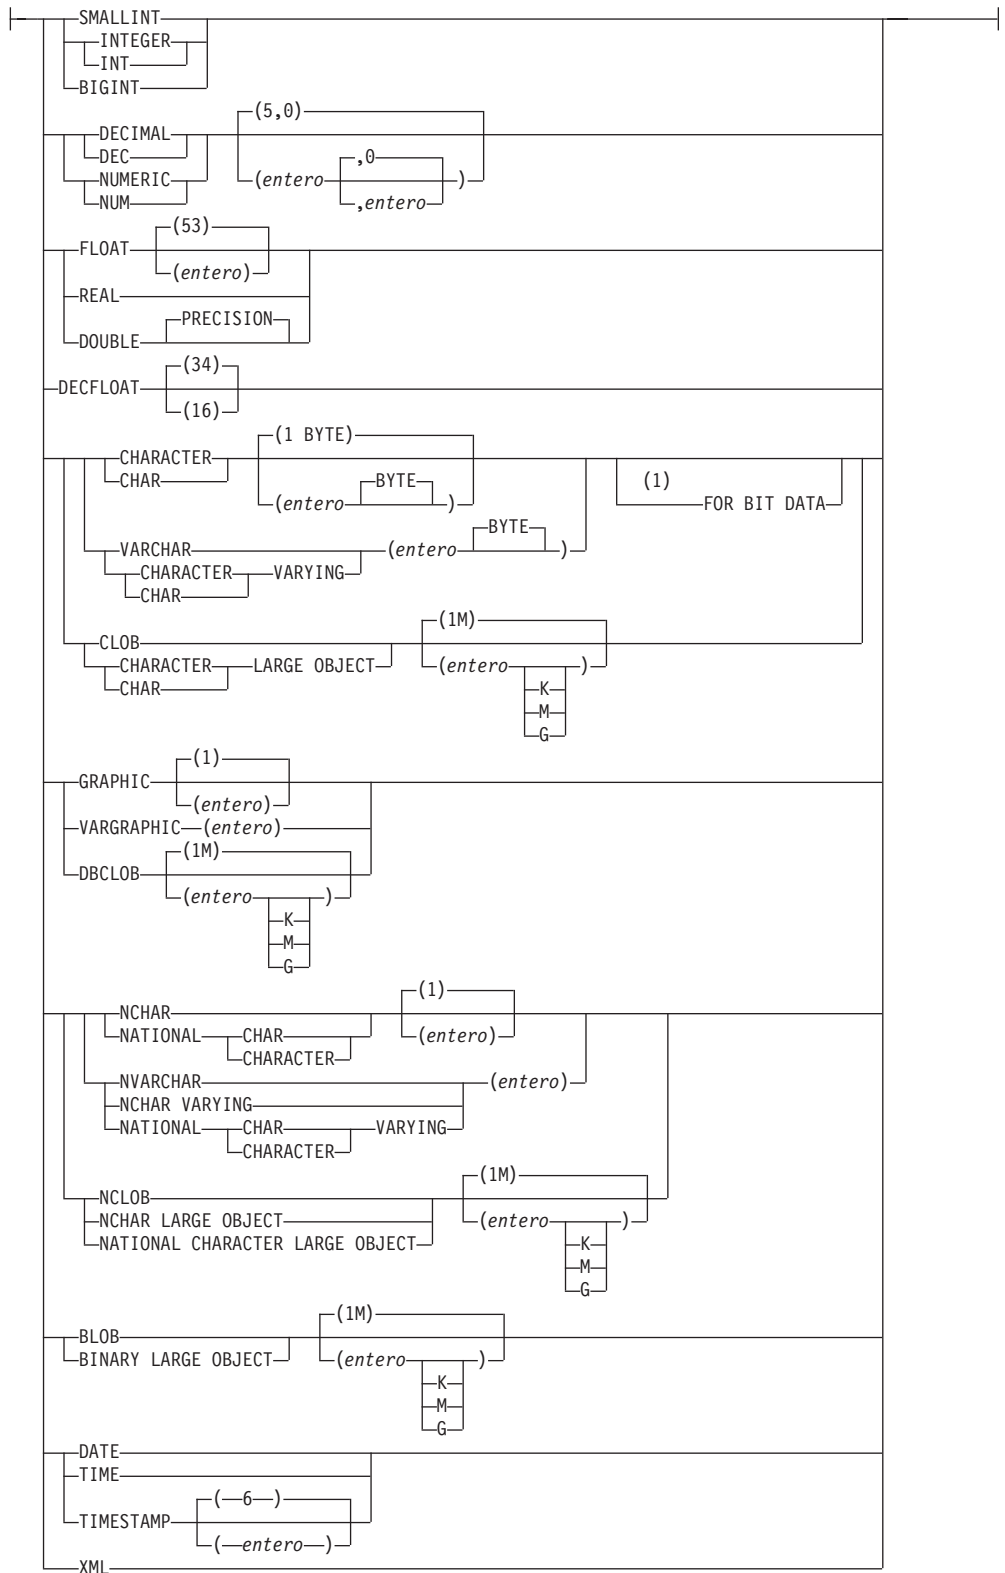 SMALLINT
INTEGER
INT
BIGINT
(5,0)
DECIMAL
DEC
,0
NUMERIC
(entero )
NUM
,entero
(53)
FLOAT
(entero)
REAL
PRECISION
DOUBLE
(34)
DECFLOAT
(16)
(1 BYTE)
CHARACTER
CHAR
(1)
BYTE
(entero )
FOR BIT DATA
BYTE
VARCHAR
(entero )
CHARACTER VARYING
CHAR
(1M)
CLOB
CHARACTER LARGE OBJECT
(entero )
CHAR
K
M
G
(1)
GRAPHIC
(entero)
VARGRAPHIC (entero)
(1M)
DBCLOB
(entero )
K
M
G
(1)
NCHAR
NATIONAL CHAR
(entero)
CHARACTER
NVARCHAR
(entero)
NCHAR VARYING
NATIONAL CHAR VARYING
CHARACTER
(1M)
NCLOB
NCHAR LARGE OBJECT
(entero )
NATIONAL CHARACTER LARGE OBJECT
K
M
G
(1M)
BLOB
BINARY LARGE OBJECT
(entero )
K
M
G
DATE
TIME
( 6 )
TIMESTAMP
( entero )
XML